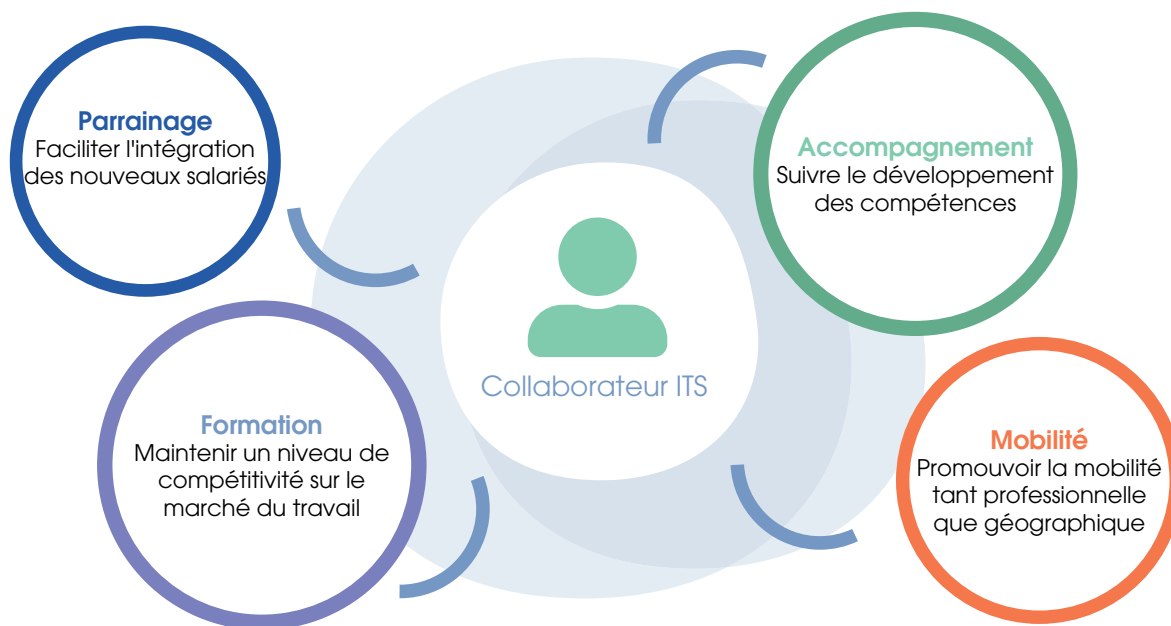 Parrainage
Faciliter l'intégration
des nouveaux salariés
Accompagnement
Suivre le développement
des compétences
Collaborateur ITS
Formation
Maintenir un niveau de
compétitivité sur le
marché du travail
Mobilité
Promouvoir la mobilité
tant professionnelle
que géographique